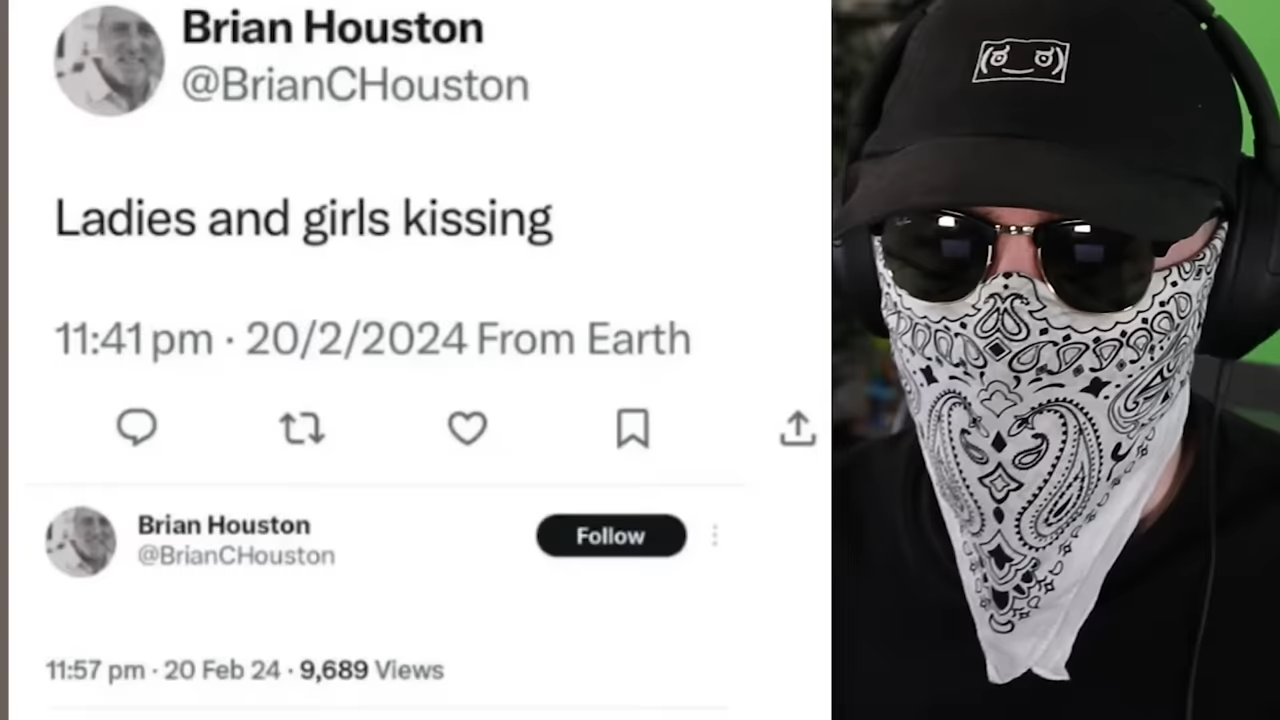 Brian Houston
@BrianCHouston
Ladies and girls kissing
11:41 pm · 20/2/2024 From Earth
Brian Houston
@BrianCHouston
Follow
11:57 pm · 20 Feb 24 · 9,689 Views